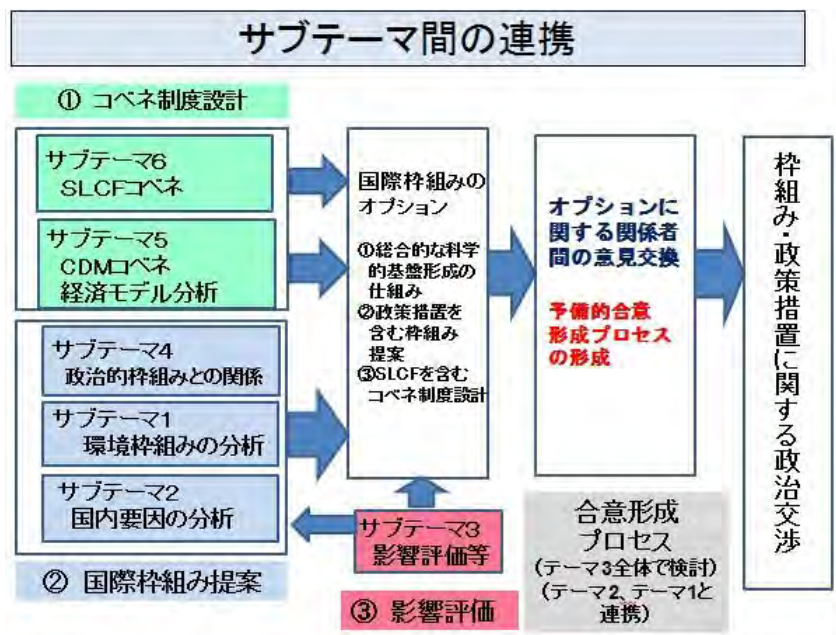 サブテーマ間の連携
① コベネ制度設計
サブテーマ6
SLCFコベネ
サブテーマ5
CDMコベネ
経済モデル分析
サブテーマ4
政治的枠組みとの関係
サブテーマ1
環境枠組みの分析
サブテーマ2
国内要因の分析
② 国際枠組み提案
国際枠組みの
オプション
①総合的な科学
的基盤形成の
仕組み
②政策措置を
含む枠組み
提案
③SLCFを含む
コベネ制度設計
サブテーマ3
影響評価等
③ 影響評価
オプションに
関する関係者
間の意見交換
予備的合意
形成プロセス
の形成
合意形成
プロセス
(テーマ3全体で検討)
(テーマ2、テーマ1と
連携)
枠組み・政策措置に関する政治交渉